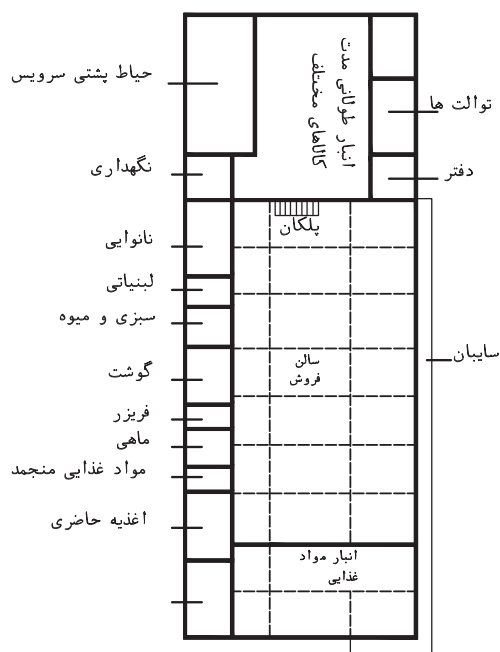 حیاط پشتی سرویس
انبار طولانی مدت
کالاهای مختلف
توالت ها
نگهداری
دفتر
پلکان
نانوایی
لبنیاتی
سبزی و میوه
سایبان
سالن
فروش
گوشت
فریزر
ماهی
مواد غذایی منجمد
اغذیه حاضری
انبار مواد
غذایی